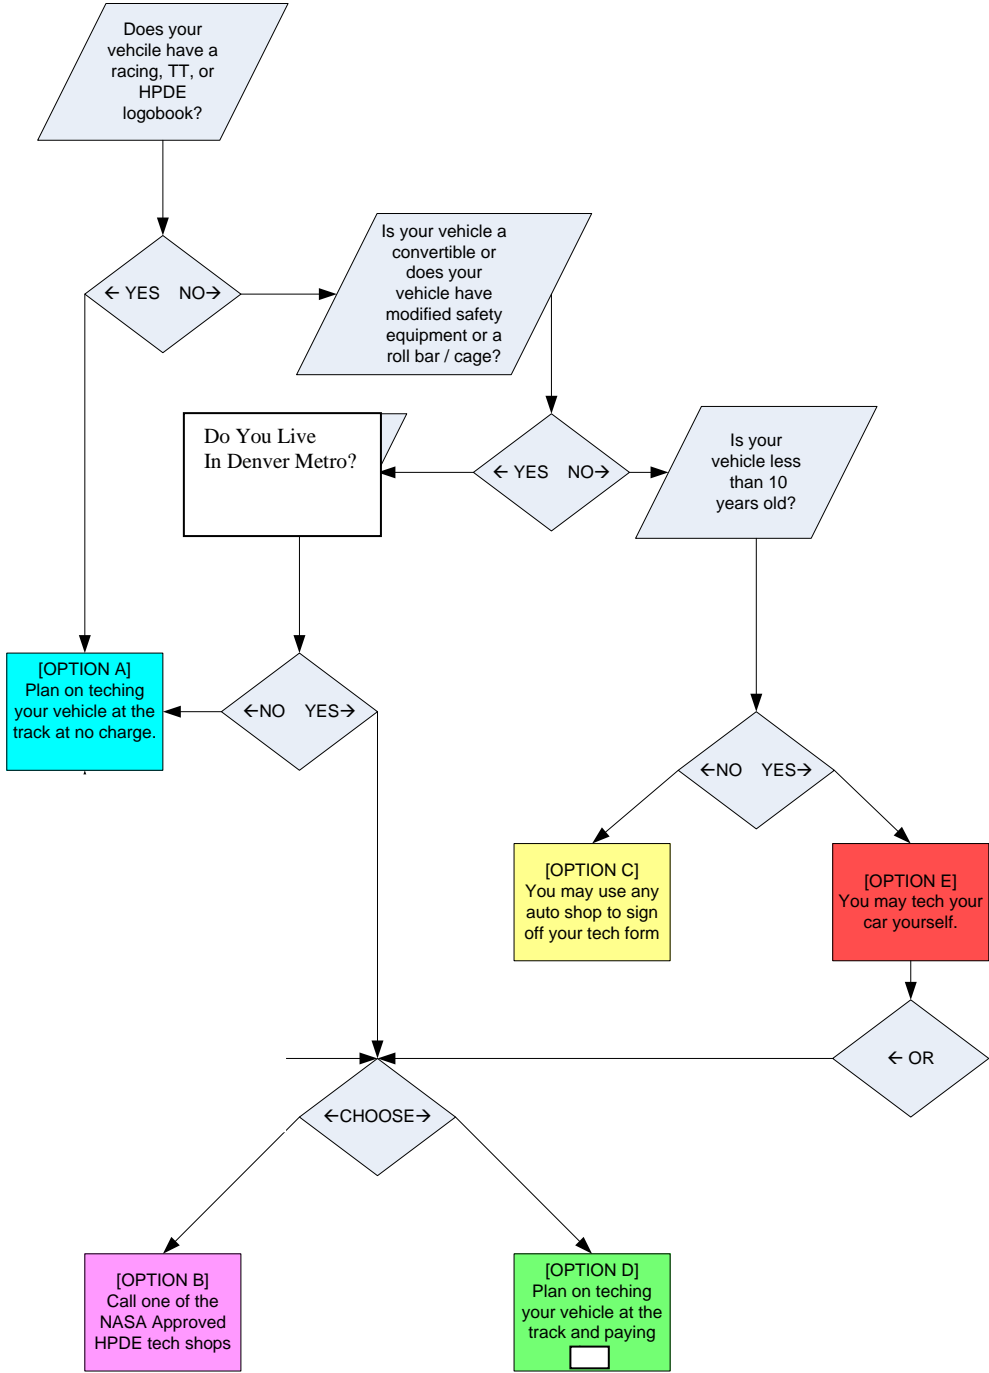 Does your
vehcile have a
racing, TT, or
HPDE
logobook?
← YES NO→
Is your vehicle a
convertible or
does your
vehicle have
modified safety
equipment or a
roll bar / cage?
Do You Live
In Denver Metro?
← YES NO→
Is your
vehicle less
than 10
years old?
[OPTION A]
Plan on teching
your vehicle at the
track at no charge.
←NO YES→
←NO YES→
[OPTION C]
You may use any
auto shop to sign
off your tech form
[OPTION E]
You may tech your
car yourself.
← OR
←CHOOSE→
[OPTION B]
Call one of the
NASA Approved
HPDE tech shops
[OPTION D]
Plan on teching
your vehicle at the
track and paying